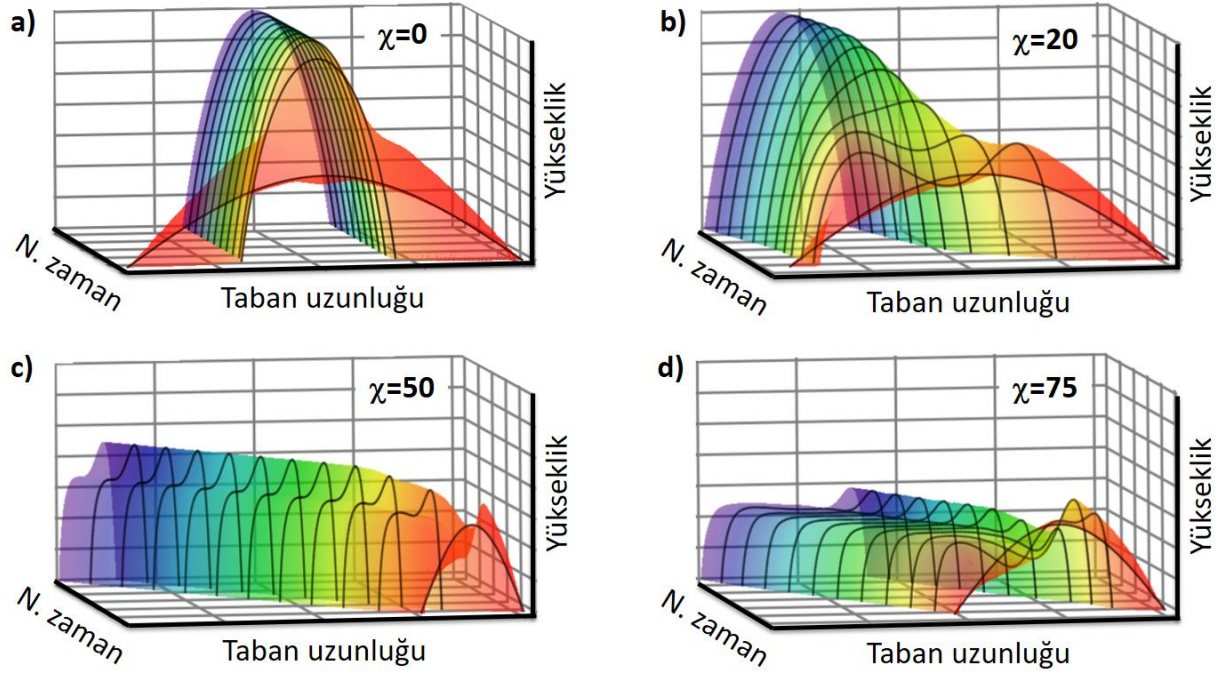 a)
χ=0
Yükseklik
N. zaman
Taban uzunluğu
b)
χ=20
Yükseklik
N. zaman
Taban uzunluğu
c)
χ=50
Yükseklik
N. zaman
Taban uzunluğu
d)
χ=75
Yükseklik
N. zaman
Taban uzunluğu